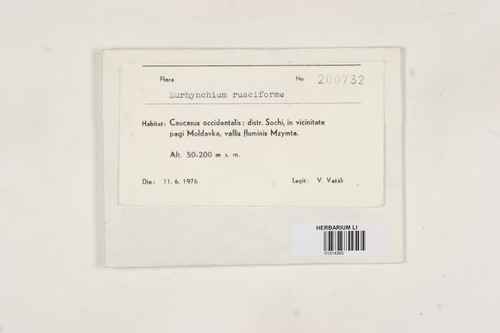 Flora No 200732
Eurhynchium rusciforme
Habitat: Caucasus occidentalis: distr. Sochi, in vicinitate
pagi Moldavka, vallis fluminis Mzymta.
Alt. 50-200 m s. m.
Die: 11. 6. 1976 Legit: V. Vašák
HERBARIUM LI
01014365